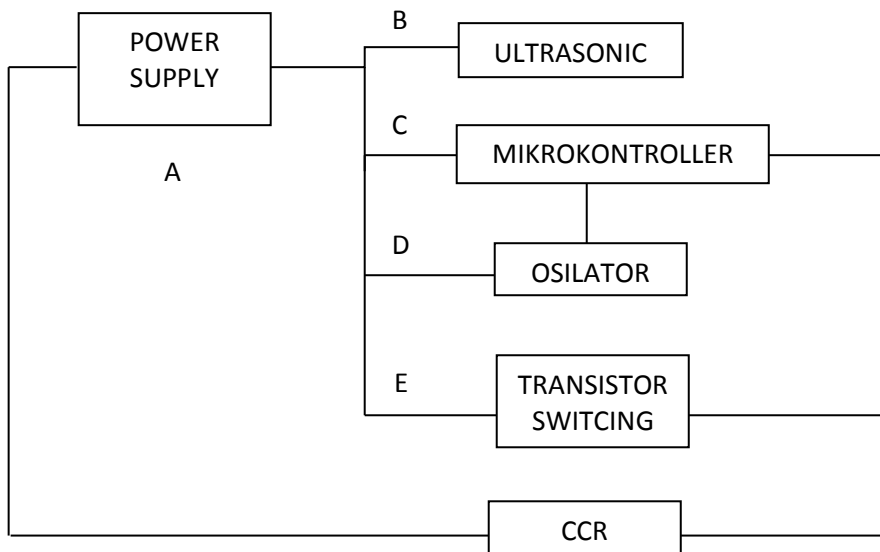 POWER
SUPPLY
A
B
ULTRASONIC
C
MIKROKONTROLLER
D
OSILATOR
E
TRANSISTOR
SWITCING
CCR